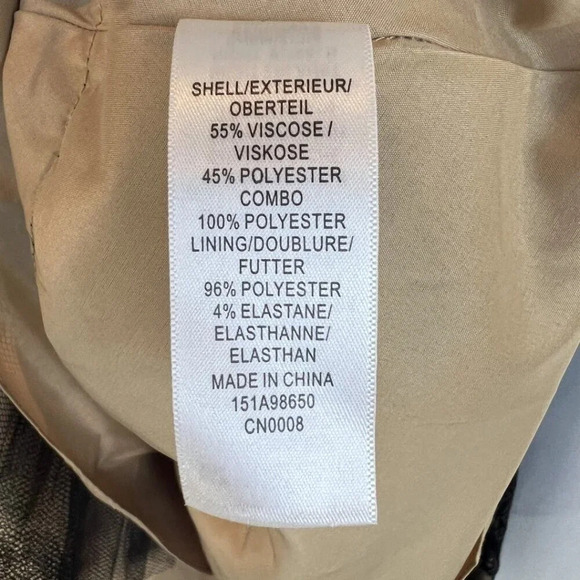 SHELL/EXTERIEUR/
OBERTEIL
55% VISCOSE /
VISKOSE
45% POLYESTER
COMBO
100% POLYESTER
LINING/DOUBLURE/
FUTTER
96% POLYESTER
4% ELASTANE/
ELASTHANNE/
ELASTHAN
MADE IN CHINA
151A98650
CN0008